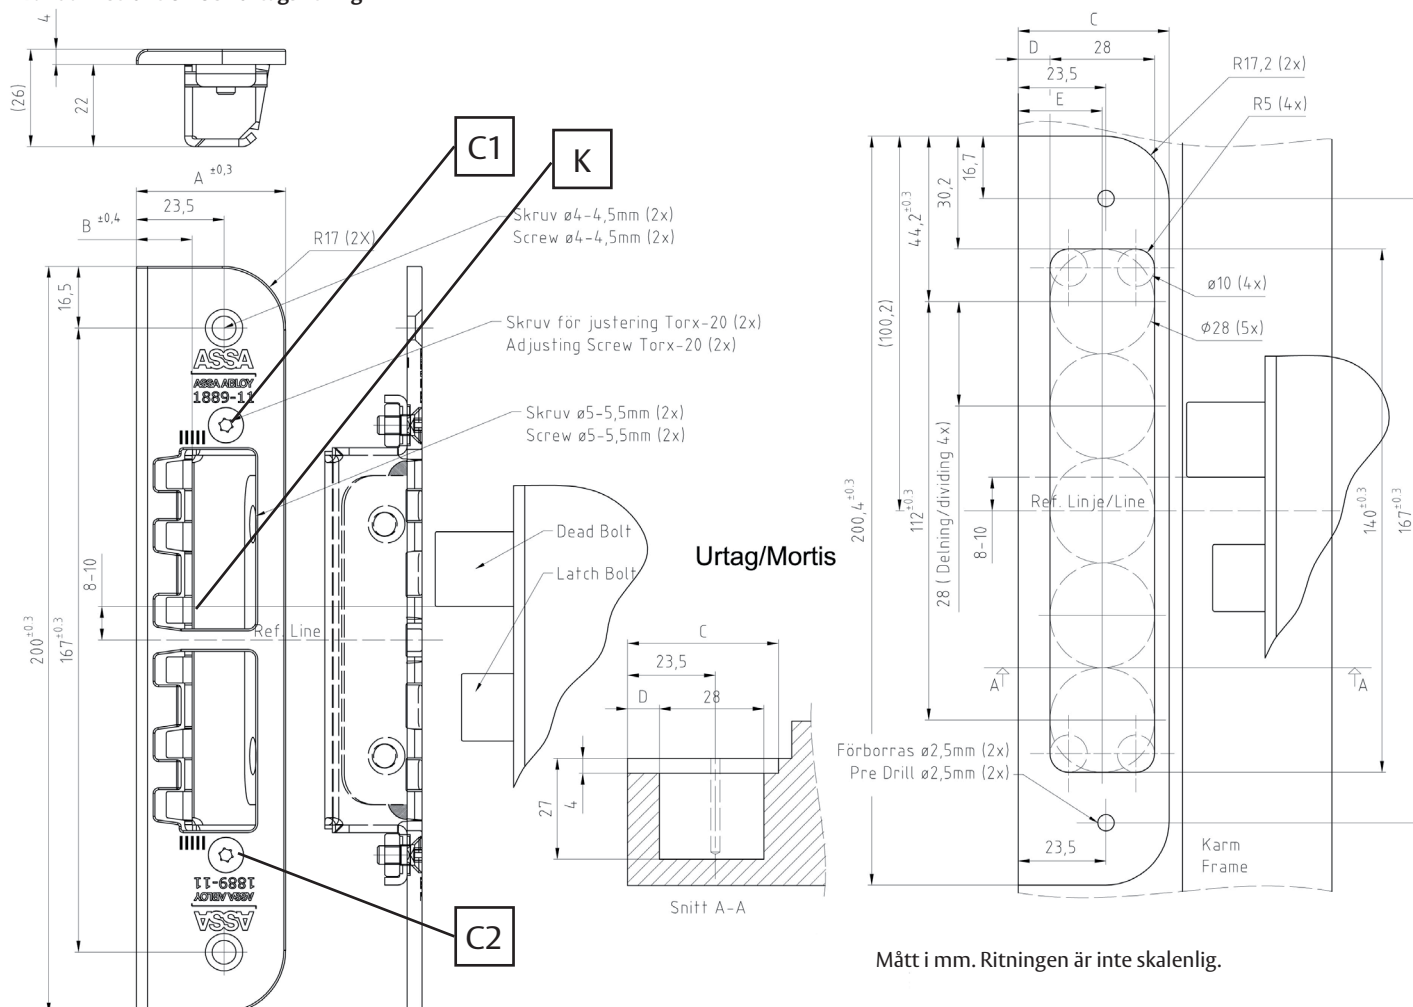 4
(26)
22
C1
K
A ±0,3
23,5
B ±0,4
R17 (2X)
Skruv ø4-4,5mm (2x)
Screw ø4-4,5mm (2x)
16,5
Skruv för justering Torx-20 (2x)
Adjusting Screw Torx-20 (2x)
ASSA
ASSA ABLOY
1889-11
Skruv ø5-5,5mm (2x)
Screw ø5-5,5mm (2x)
Dead Bolt
Latch Bolt
8-10
Ref. Line
200±0.3
167±0.3
1889-11
ASSA ABLOY
ASSA
C2
Urtag/Mortis
C
23,5
D
28
27
4
Snitt A-A
C
D
28
23,5
E
R17,2 (2x)
R5 (4x)
16,7
30,2
44,2±0.3
(100,2)
ø10 (4x)
Φ28 (5x)
200,4±0.3
112±0.3
28 ( Delning/dividing 4x)
8-10
Ref. Linje/Line
140±0.3
167±0.3
A
A
Förborras ø2,5mm (2x)
Pre Drill ø2,5mm (2x)
23,5
Karm
Frame
Mått i mm. Ritningen är inte skalenlig.